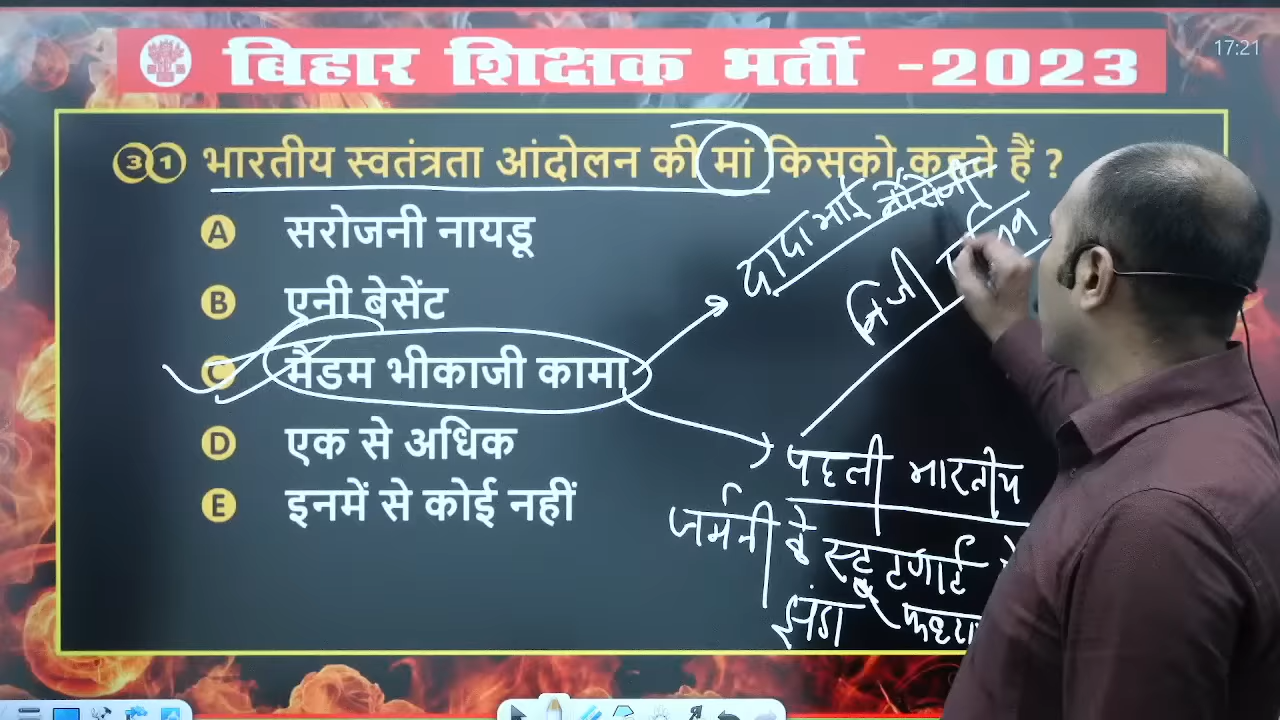 बिहार शिक्षक भर्ती -2023
17:21
31 भारतीय स्वतंत्रता आंदोलन की मां किसको कहते हैं ?
A सरोजनी नायडू
B एनी बेसेंट
C मैडम भीकाजी कामा
D एक से अधिक
E इनमें से कोई नहीं
दादा भाई
निजी
पहली भारतीय
जर्मनी के स्टूटगार्ट
झंडा